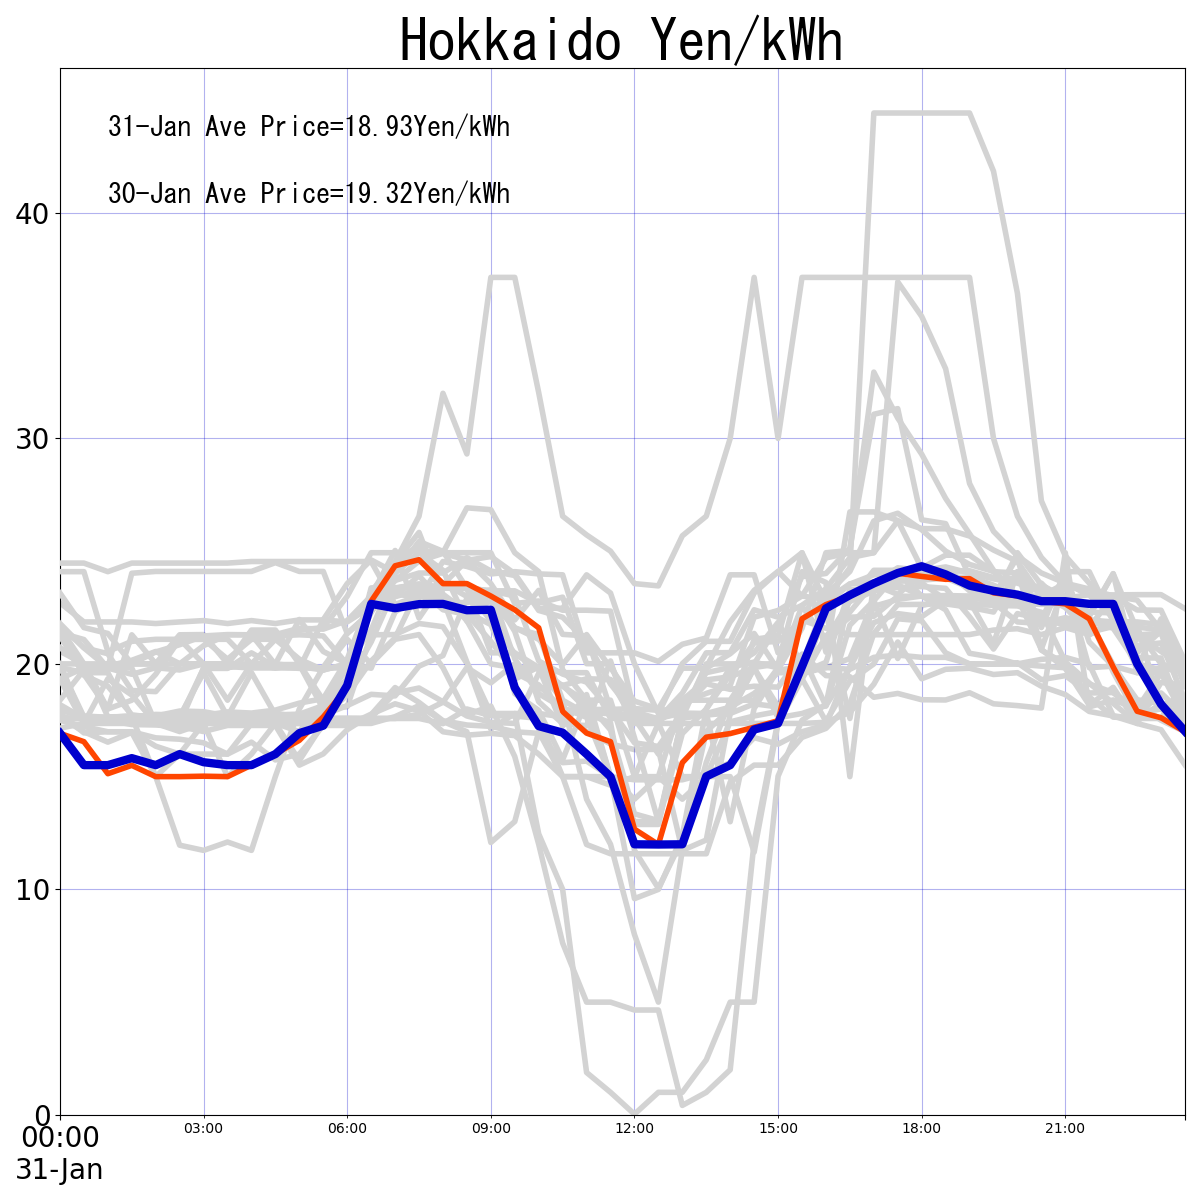 Hokkaido Yen/kWh
31-Jan Ave Price=18.93Yen/kWh
30-Jan Ave Price=19.32Yen/kWh
40
30
20
10
0
00:00 03:00 06:00 09:00 12:00 15:00 18:00 21:00
31-Jan